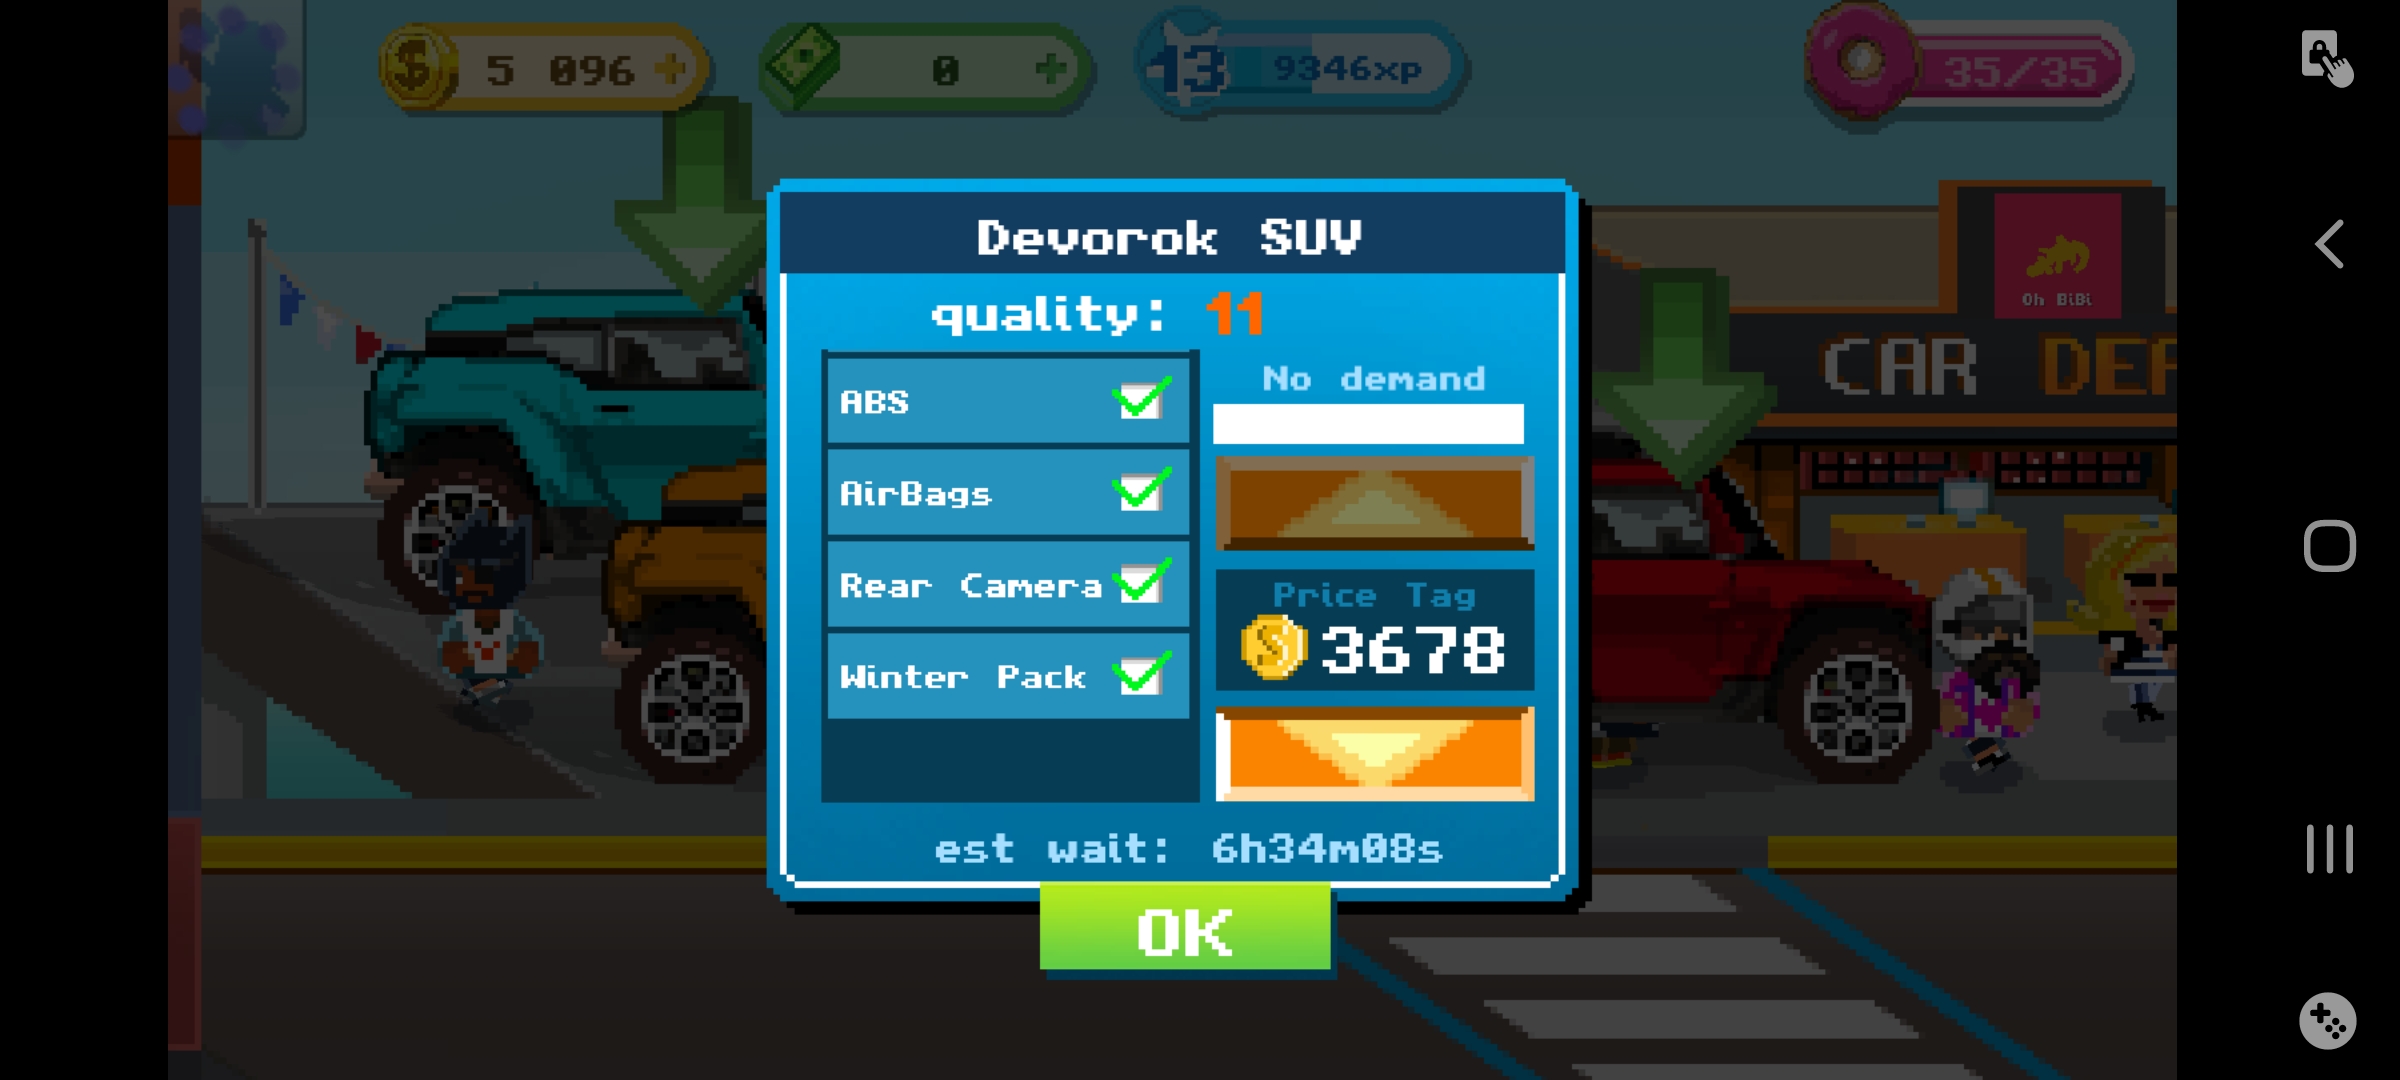 5 096
0
13
9346xp
35/35
Devorok SUV
quality: 11
ABS
AirBags
Rear Camera
Winter Pack
No demand
Price Tag
3678
est wait: 6h34m08s
OK
Oh BiBi
CAR DE